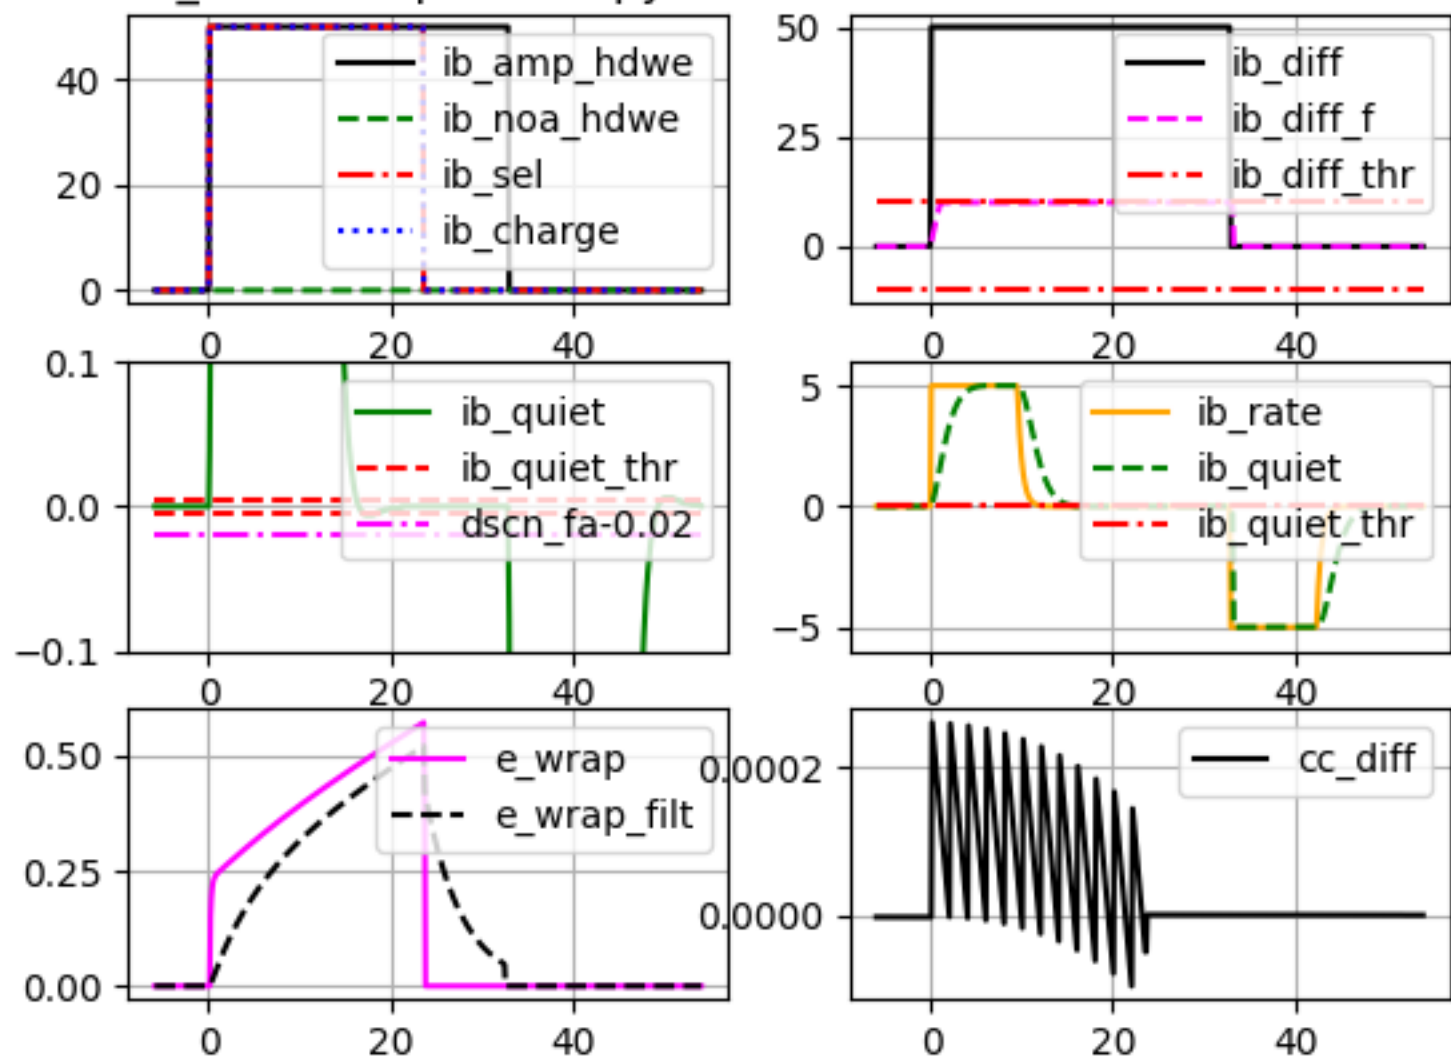 50
40
20
0
ib_amp_hdwe
ib_noa_hdwe
ib_sel
ib_charge
0 20 40
25
0
ib_diff
ib_diff_f
ib_diff_thr
0 20 40
0.1
0.0
−0.1
ib_quiet
ib_quiet_thr
dscn_fa-0.02
0 20 40
5
0
−5
ib_rate
ib_quiet
ib_quiet_thr
0 20 40
0.50
0.25
0.00
e_wrap
e_wrap_filt
0 20 40
0.0002
0.0000
cc_diff
0 20 40